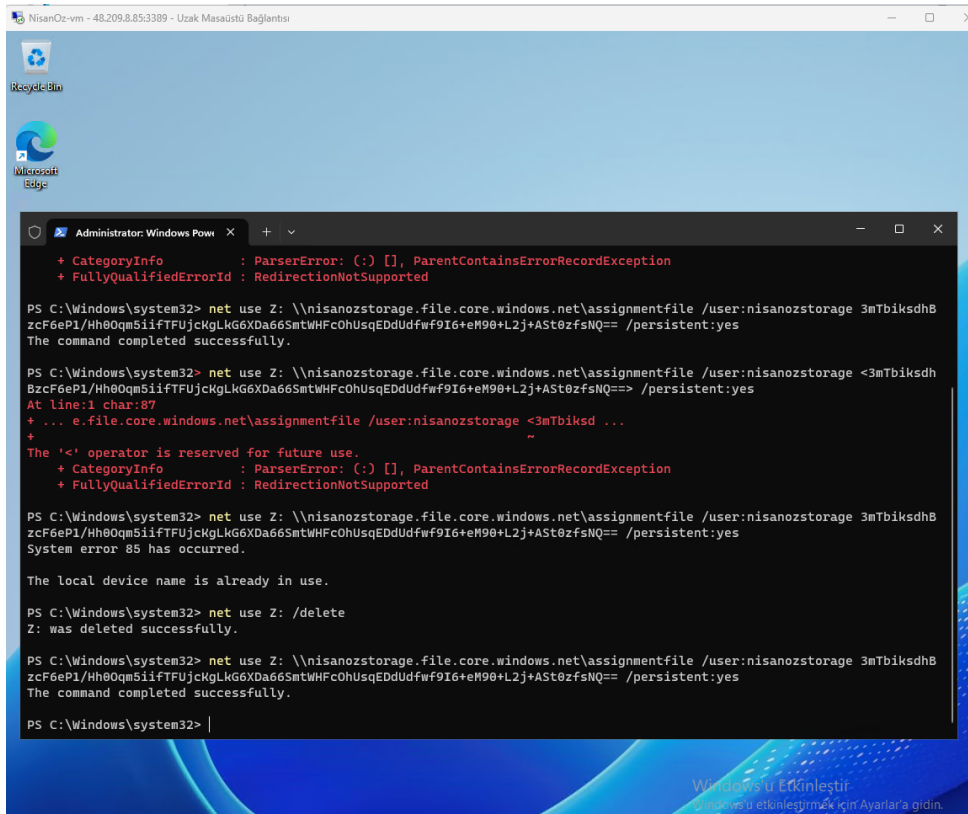 NisanOz-vm - 48.209.8.85:3389 - Uzak Masaüstü Bağlantısı
Recycle Bin
Microsoft
Edge
Administrator: Windows Powe
+ CategoryInfo : ParserError: (:) [], ParentContainsErrorRecordException
+ FullyQualifiedErrorId : RedirectionNotSupported
PS C:\Windows\system32> net use Z: \\nisanozstorage.file.core.windows.net\assignmentfile /user:nisanozstorage 3mTbiksdhB
zcF6eP1/Hh0Oqm5iifTFUjcKgLkG6XDa66SmtWHFcOhUsqEDdUdfwf9I6+eM90+L2j+ASt0zfsNQ== /persistent:yes
The command completed successfully.
PS C:\Windows\system32> net use Z: \\nisanozstorage.file.core.windows.net\assignmentfile /user:nisanozstorage <3mTbiksdh
BzcF6eP1/Hh0Oqm5iifTFUjcKgLkG6XDa66SmtWHFcOhUsqEDdUdfwf9I6+eM90+L2j+ASt0zfsNQ==> /persistent:yes
At line:1 char:87
+ ... e.file.core.windows.net\assignmentfile /user:nisanozstorage <3mTbiksd ...
+ ~
The '<' operator is reserved for future use.
+ CategoryInfo : ParserError: (:) [], ParentContainsErrorRecordException
+ FullyQualifiedErrorId : RedirectionNotSupported
PS C:\Windows\system32> net use Z: \\nisanozstorage.file.core.windows.net\assignmentfile /user:nisanozstorage 3mTbiksdhB
zcF6eP1/Hh0Oqm5iifTFUjcKgLkG6XDa66SmtWHFcOhUsqEDdUdfwf9I6+eM90+L2j+ASt0zfsNQ== /persistent:yes
System error 85 has occurred.
The local device name is already in use.
PS C:\Windows\system32> net use Z: /delete
Z: was deleted successfully.
PS C:\Windows\system32> net use Z: \\nisanozstorage.file.core.windows.net\assignmentfile /user:nisanozstorage 3mTbiksdhB
zcF6eP1/Hh0Oqm5iifTFUjcKgLkG6XDa66SmtWHFcOhUsqEDdUdfwf9I6+eM90+L2j+ASt0zfsNQ== /persistent:yes
The command completed successfully.
PS C:\Windows\system32>
Windows'u Etkinleştir
Windows'u etkinleştirmek için Ayarlar'a gidin.